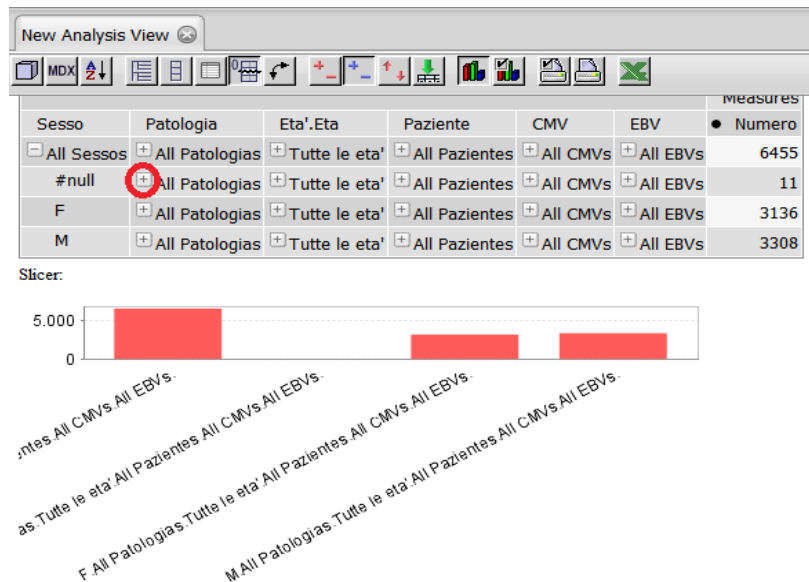 New Analysis View
MDX
Measures
Sesso Patologia Eta'.Eta Paziente CMV EBV Numero
All Sessos All Patologias Tutte le eta' All Pazientes All CMVs All EBVs 6455
#null All Patologias Tutte le eta' All Pazientes All CMVs All EBVs 11
F All Patologias Tutte le eta' All Pazientes All CMVs All EBVs 3136
M All Patologias Tutte le eta' All Pazientes All CMVs All EBVs 3308
Slicer:
5.000
0
ntes.All CMVs.All EBVs.
as.Tutte le eta'.All Pazientes.All CMVs.All EBVs.
F.All Patologias.Tutte le eta'.All Pazientes.All CMVs.All EBVs.
M.All Patologias.Tutte le eta'.All Pazientes.All CMVs.All EBVs.